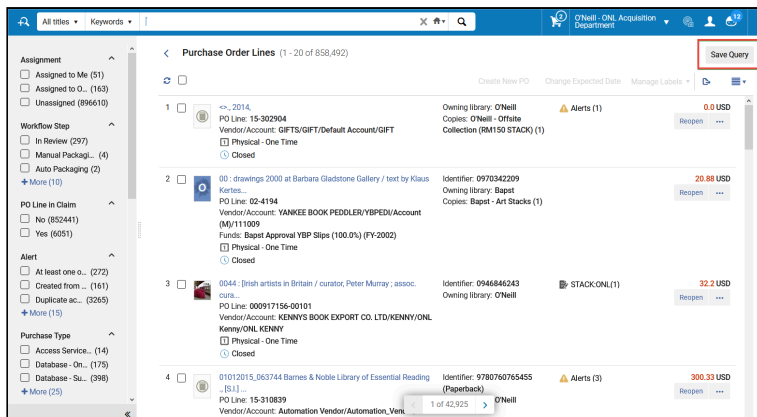 All titles ▾ Keywords ▾
2
O'Neill - ONL Acquisition
Department
12
Purchase Order Lines (1 - 20 of 858,492)
Save Query
Create New PO Change Expected Date Manage Labels ▾
Assignment
Assigned to Me (51)
Assigned to O... (163)
Unassigned (896610)
Workflow Step
In Review (297)
Manual Packagi... (4)
Auto Packaging (2)
+ More (10)
PO Line in Claim
No (852441)
Yes (6051)
Alert
At least one o... (272)
Created from ... (161)
Duplicate ac... (3265)
+ More (15)
Purchase Type
Access Service... (14)
Database - On... (175)
Database - Su... (398)
+ More (25)
1
<>., 2014,
PO Line: 15-302904
Vendor/Account: GIFTS/GIFT/Default Account/GIFT
1 Physical - One Time
Closed
Owning library: O'Neill
Copies: O'Neill - Offsite
Collection (RM150 STACK) (1)
Alerts (1)
0.0 USD
Reopen ...
2
00 : drawings 2000 at Barbara Gladstone Gallery / text by Klaus
Kertes...
PO Line: 02-4194
Vendor/Account: YANKEE BOOK PEDDLER/YBPEDI/Account
(M)/111009
Funds: Bapst Approval YBP Slips (100.0%) (FY-2002)
1 Physical - One Time
Closed
Identifier: 0970342209
Owning library: Bapst
Copies: Bapst - Art Stacks (1)
20.88 USD
Reopen ...
3
0044 : [Irish artists in Britain / curator, Peter Murray ; assoc.
cura...
PO Line: 000917156-00101
Vendor/Account: KENNYS BOOK EXPORT CO. LTD/KENNY/ONL
Kenny/ONL KENNY
1 Physical - One Time
Closed
Identifier: 0946846243
Owning library: O'Neill
STACK:ONL(1)
32.2 USD
Reopen ...
4
01012015_063744 Barnes & Noble Library of Essential Reading
., [S.l.] ...
PO Line: 15-310839
Vendor/Account: Automation Vendor/Automation_Vend
Identifier: 9780760765455
(Paperback)
O'Neill
Alerts (3)
300.33 USD
Reopen ...
1 of 42,925